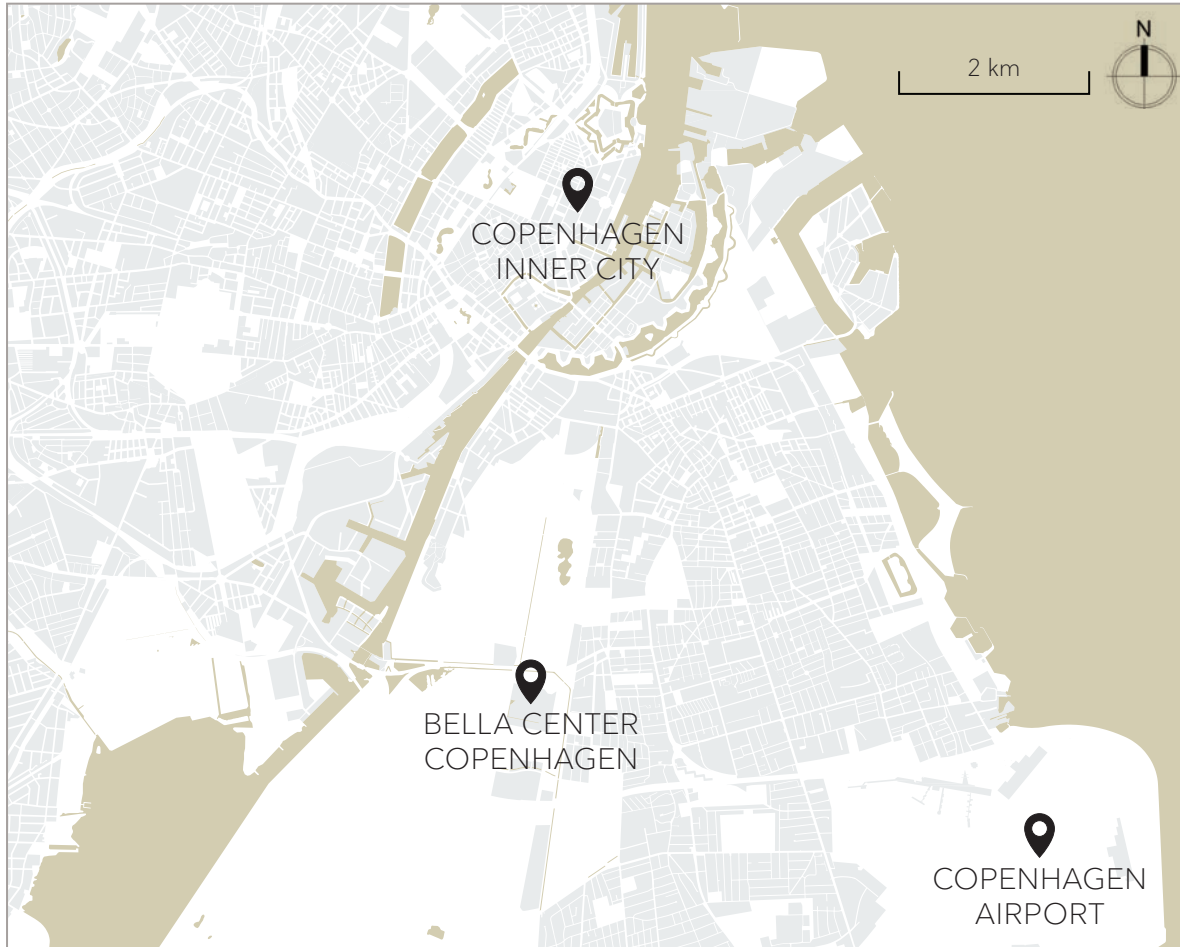 N
2 km
COPENHAGEN
INNER CITY
BELLA CENTER
COPENHAGEN
COPENHAGEN
AIRPORT